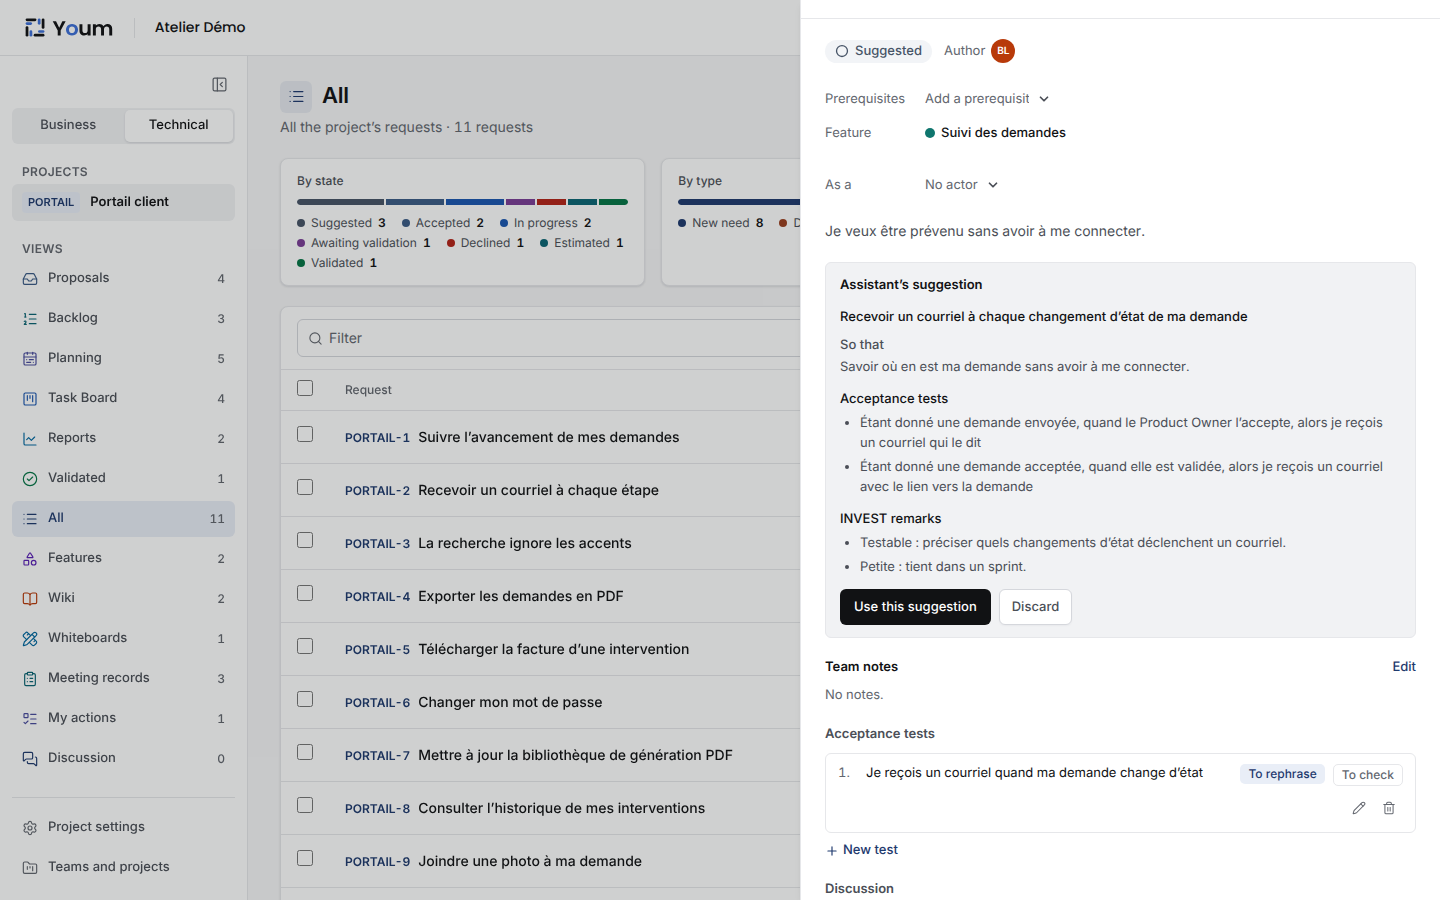 Youm
Atelier Démo
Business
Technical
PROJECTS
PORTAIL
Portail client
VIEWS
Proposals 4
Backlog 3
Planning 5
Task Board 4
Reports 2
Validated 1
All 11
Features 2
Wiki 2
Whiteboards 1
Meeting records 3
My actions 1
Discussion 0
Project settings
Teams and projects
All
All the project’s requests · 11 requests
By state
Suggested 3 Accepted 2 In progress 2
Awaiting validation 1 Declined 1 Estimated 1
Validated 1
By type
New need 8 D
Filter
Request
PORTAIL-1 Suivre l’avancement de mes demandes
PORTAIL-2 Recevoir un courriel à chaque étape
PORTAIL-3 La recherche ignore les accents
PORTAIL-4 Exporter les demandes en PDF
PORTAIL-5 Télécharger la facture d’une intervention
PORTAIL-6 Changer mon mot de passe
PORTAIL-7 Mettre à jour la bibliothèque de génération PDF
PORTAIL-8 Consulter l’historique de mes interventions
PORTAIL-9 Joindre une photo à ma demande
Suggested
Author BL
Prerequisites Add a prerequisit
Feature Suivi des demandes
As a No actor
Je veux être prévenu sans avoir à me connecter.
Assistant’s suggestion
Recevoir un courriel à chaque changement d’état de ma demande
So that
Savoir où en est ma demande sans avoir à me connecter.
Acceptance tests
• Étant donné une demande envoyée, quand le Product Owner l’accepte, alors je reçois
un courriel qui le dit
• Étant donné une demande acceptée, quand elle est validée, alors je reçois un courriel
avec le lien vers la demande
INVEST remarks
• Testable : préciser quels changements d’état déclenchent un courriel.
• Petite : tient dans un sprint.
Use this suggestion
Discard
Team notes
Edit
No notes.
Acceptance tests
1. Je reçois un courriel quand ma demande change d’état
To rephrase
To check
+ New test
Discussion